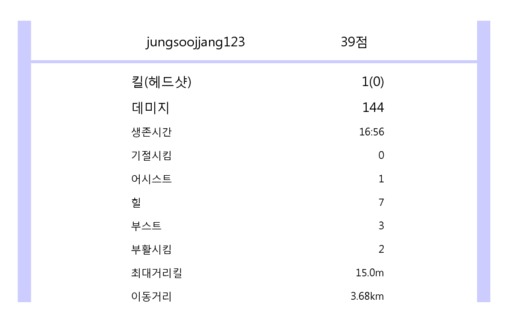 jungsoojjang123 39점
킬(헤드샷) 1(0)
데미지 144
생존시간 16:56
기절시킴 0
어시스트 1
힐 7
부스트 3
부활시킴 2
최대거리킬 15.0m
이동거리 3.68km